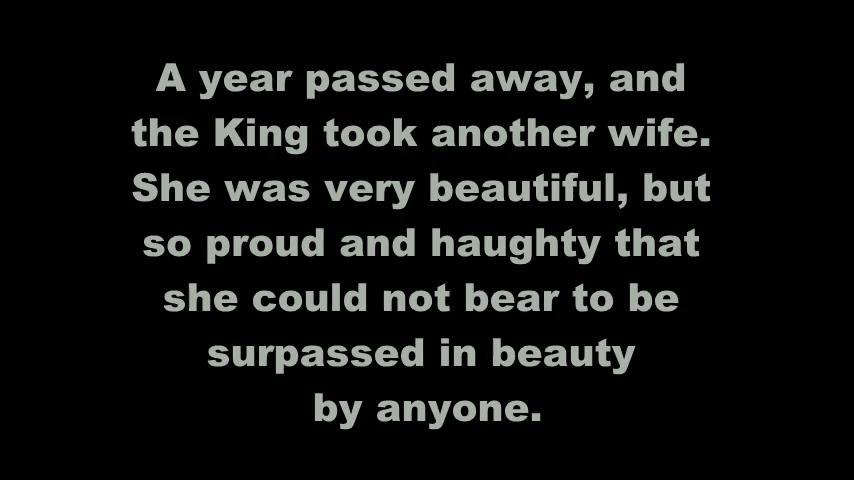 A year passed away, and
the King took another wife.
She was very beautiful, but
so proud and haughty that
she could not bear to be
surpassed in beauty
by anyone.